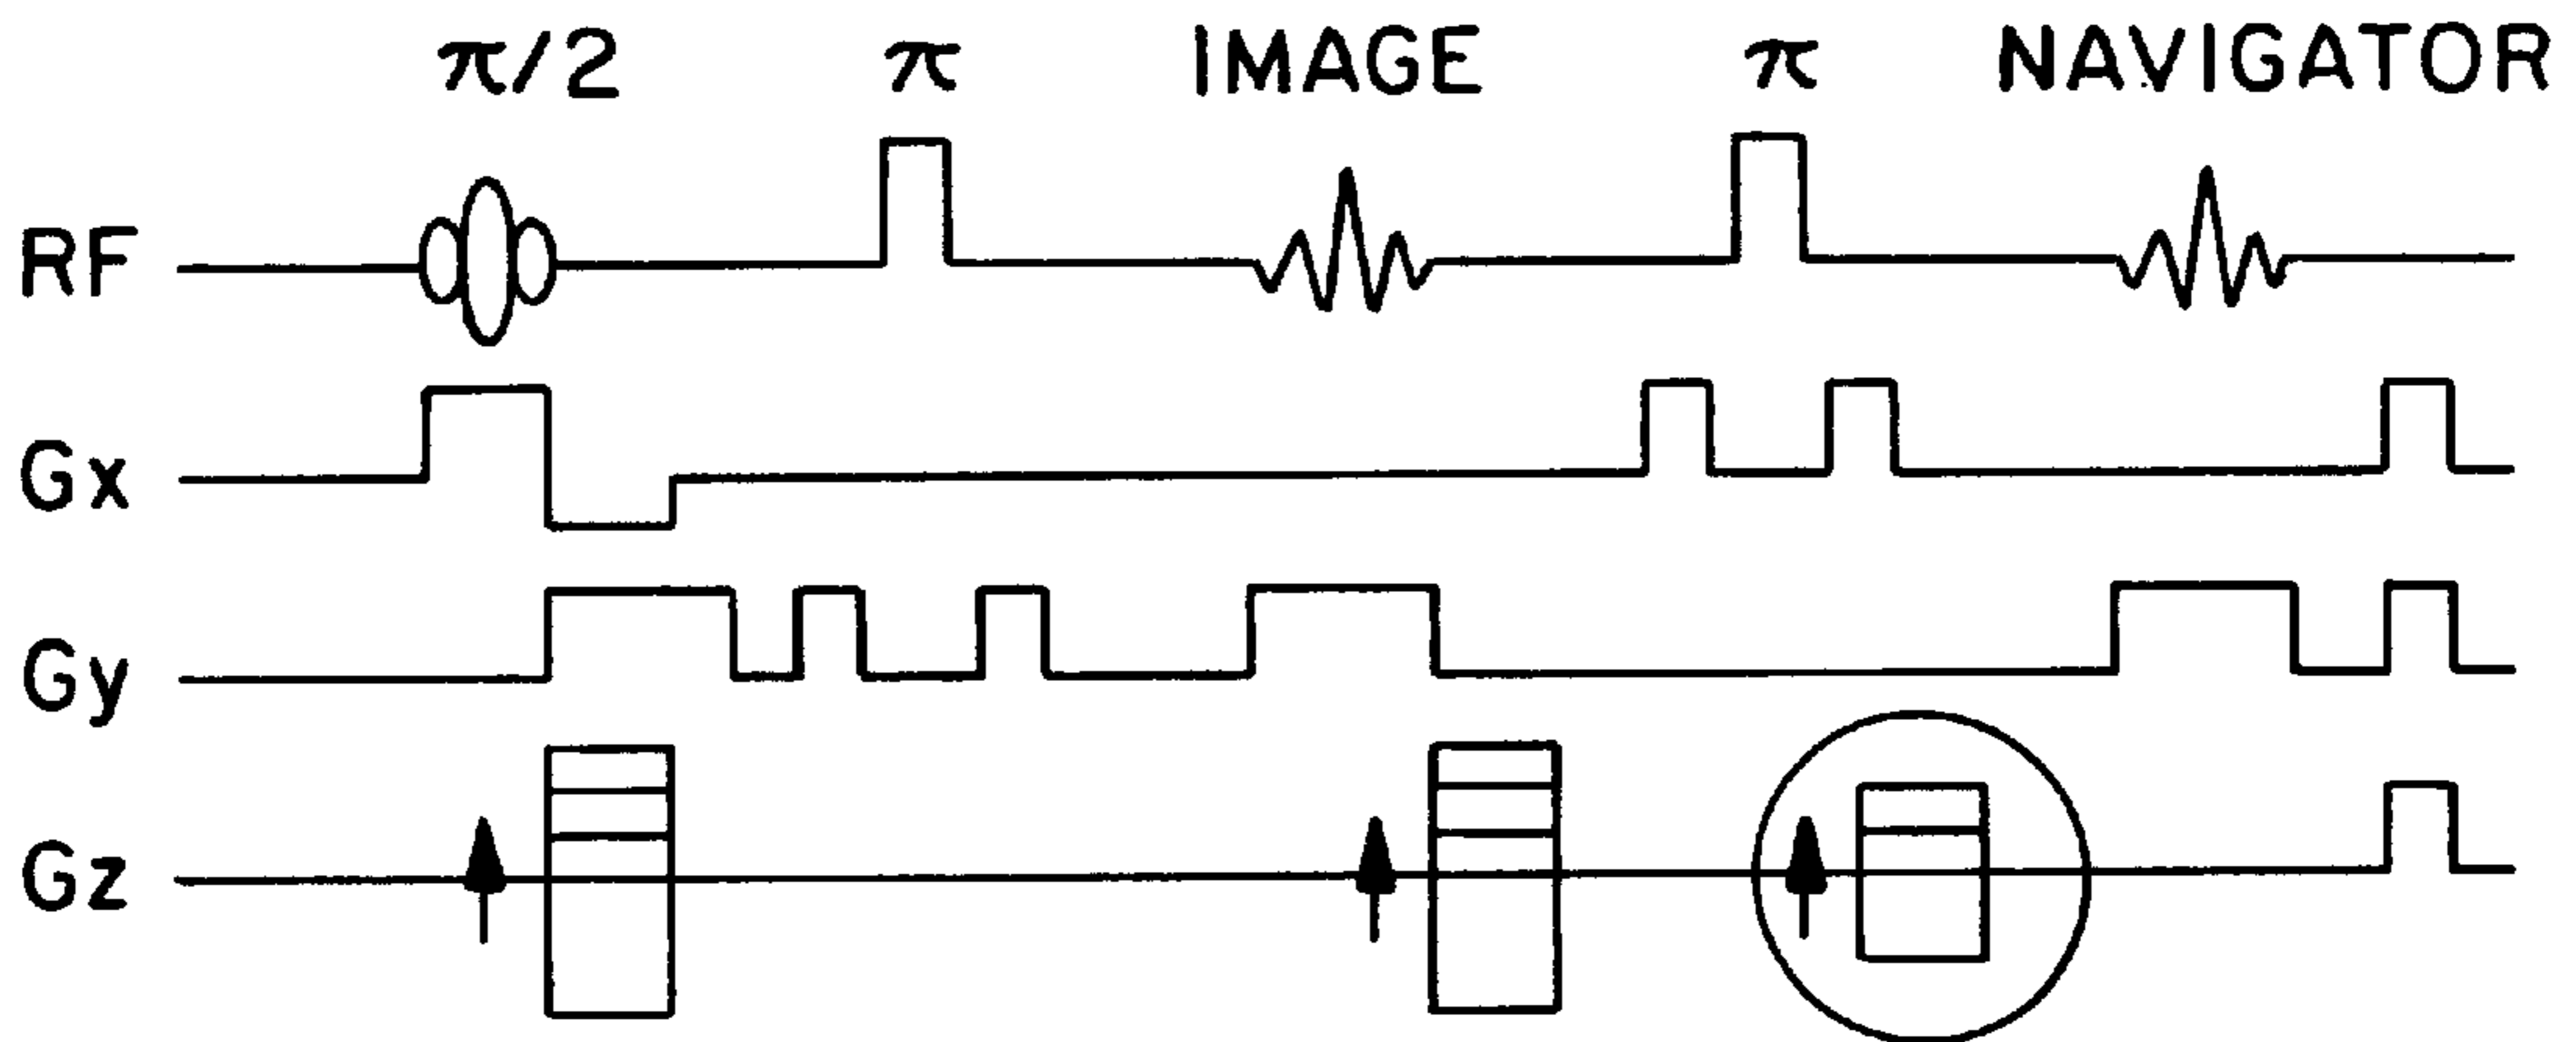 π/2 π IMAGE π NAVIGATOR
RF
Gx
Gy
Gz